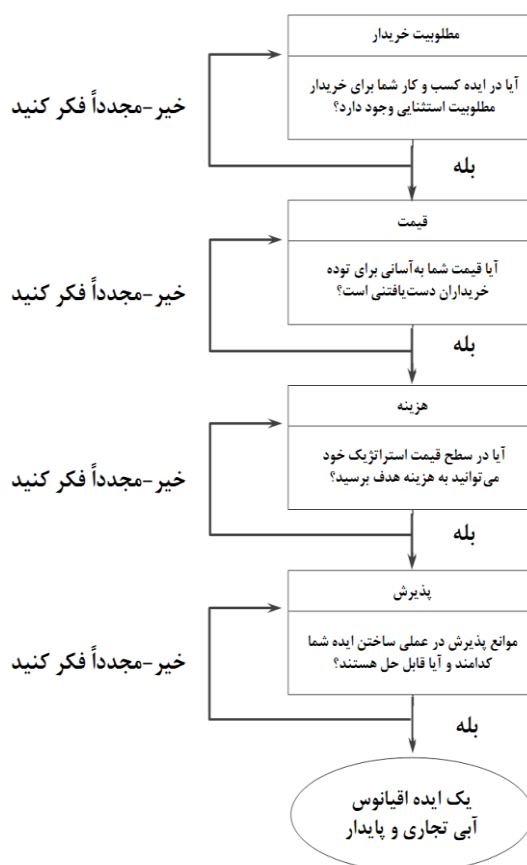 مطلوبیت خریدار
آیا در ایده کسب و کار شما برای خریدار
مطلوبیت استثنایی وجود دارد؟
خیر-مجدداً فکر کنید
بله
قیمت
آیا قیمت شما به‌آسانی برای توده
خریداران دست‌یافتنی است؟
خیر-مجدداً فکر کنید
بله
هزینه
آیا در سطح قیمت استراتژیک خود
می‌توانید به هزینه هدف برسید؟
خیر-مجدداً فکر کنید
بله
پذیرش
موانع پذیرش در عملی ساختن ایده شما
کدامند و آیا قابل حل هستند؟
خیر-مجدداً فکر کنید
بله
یک ایده اقیانوس
آبی تجاری و پایدار